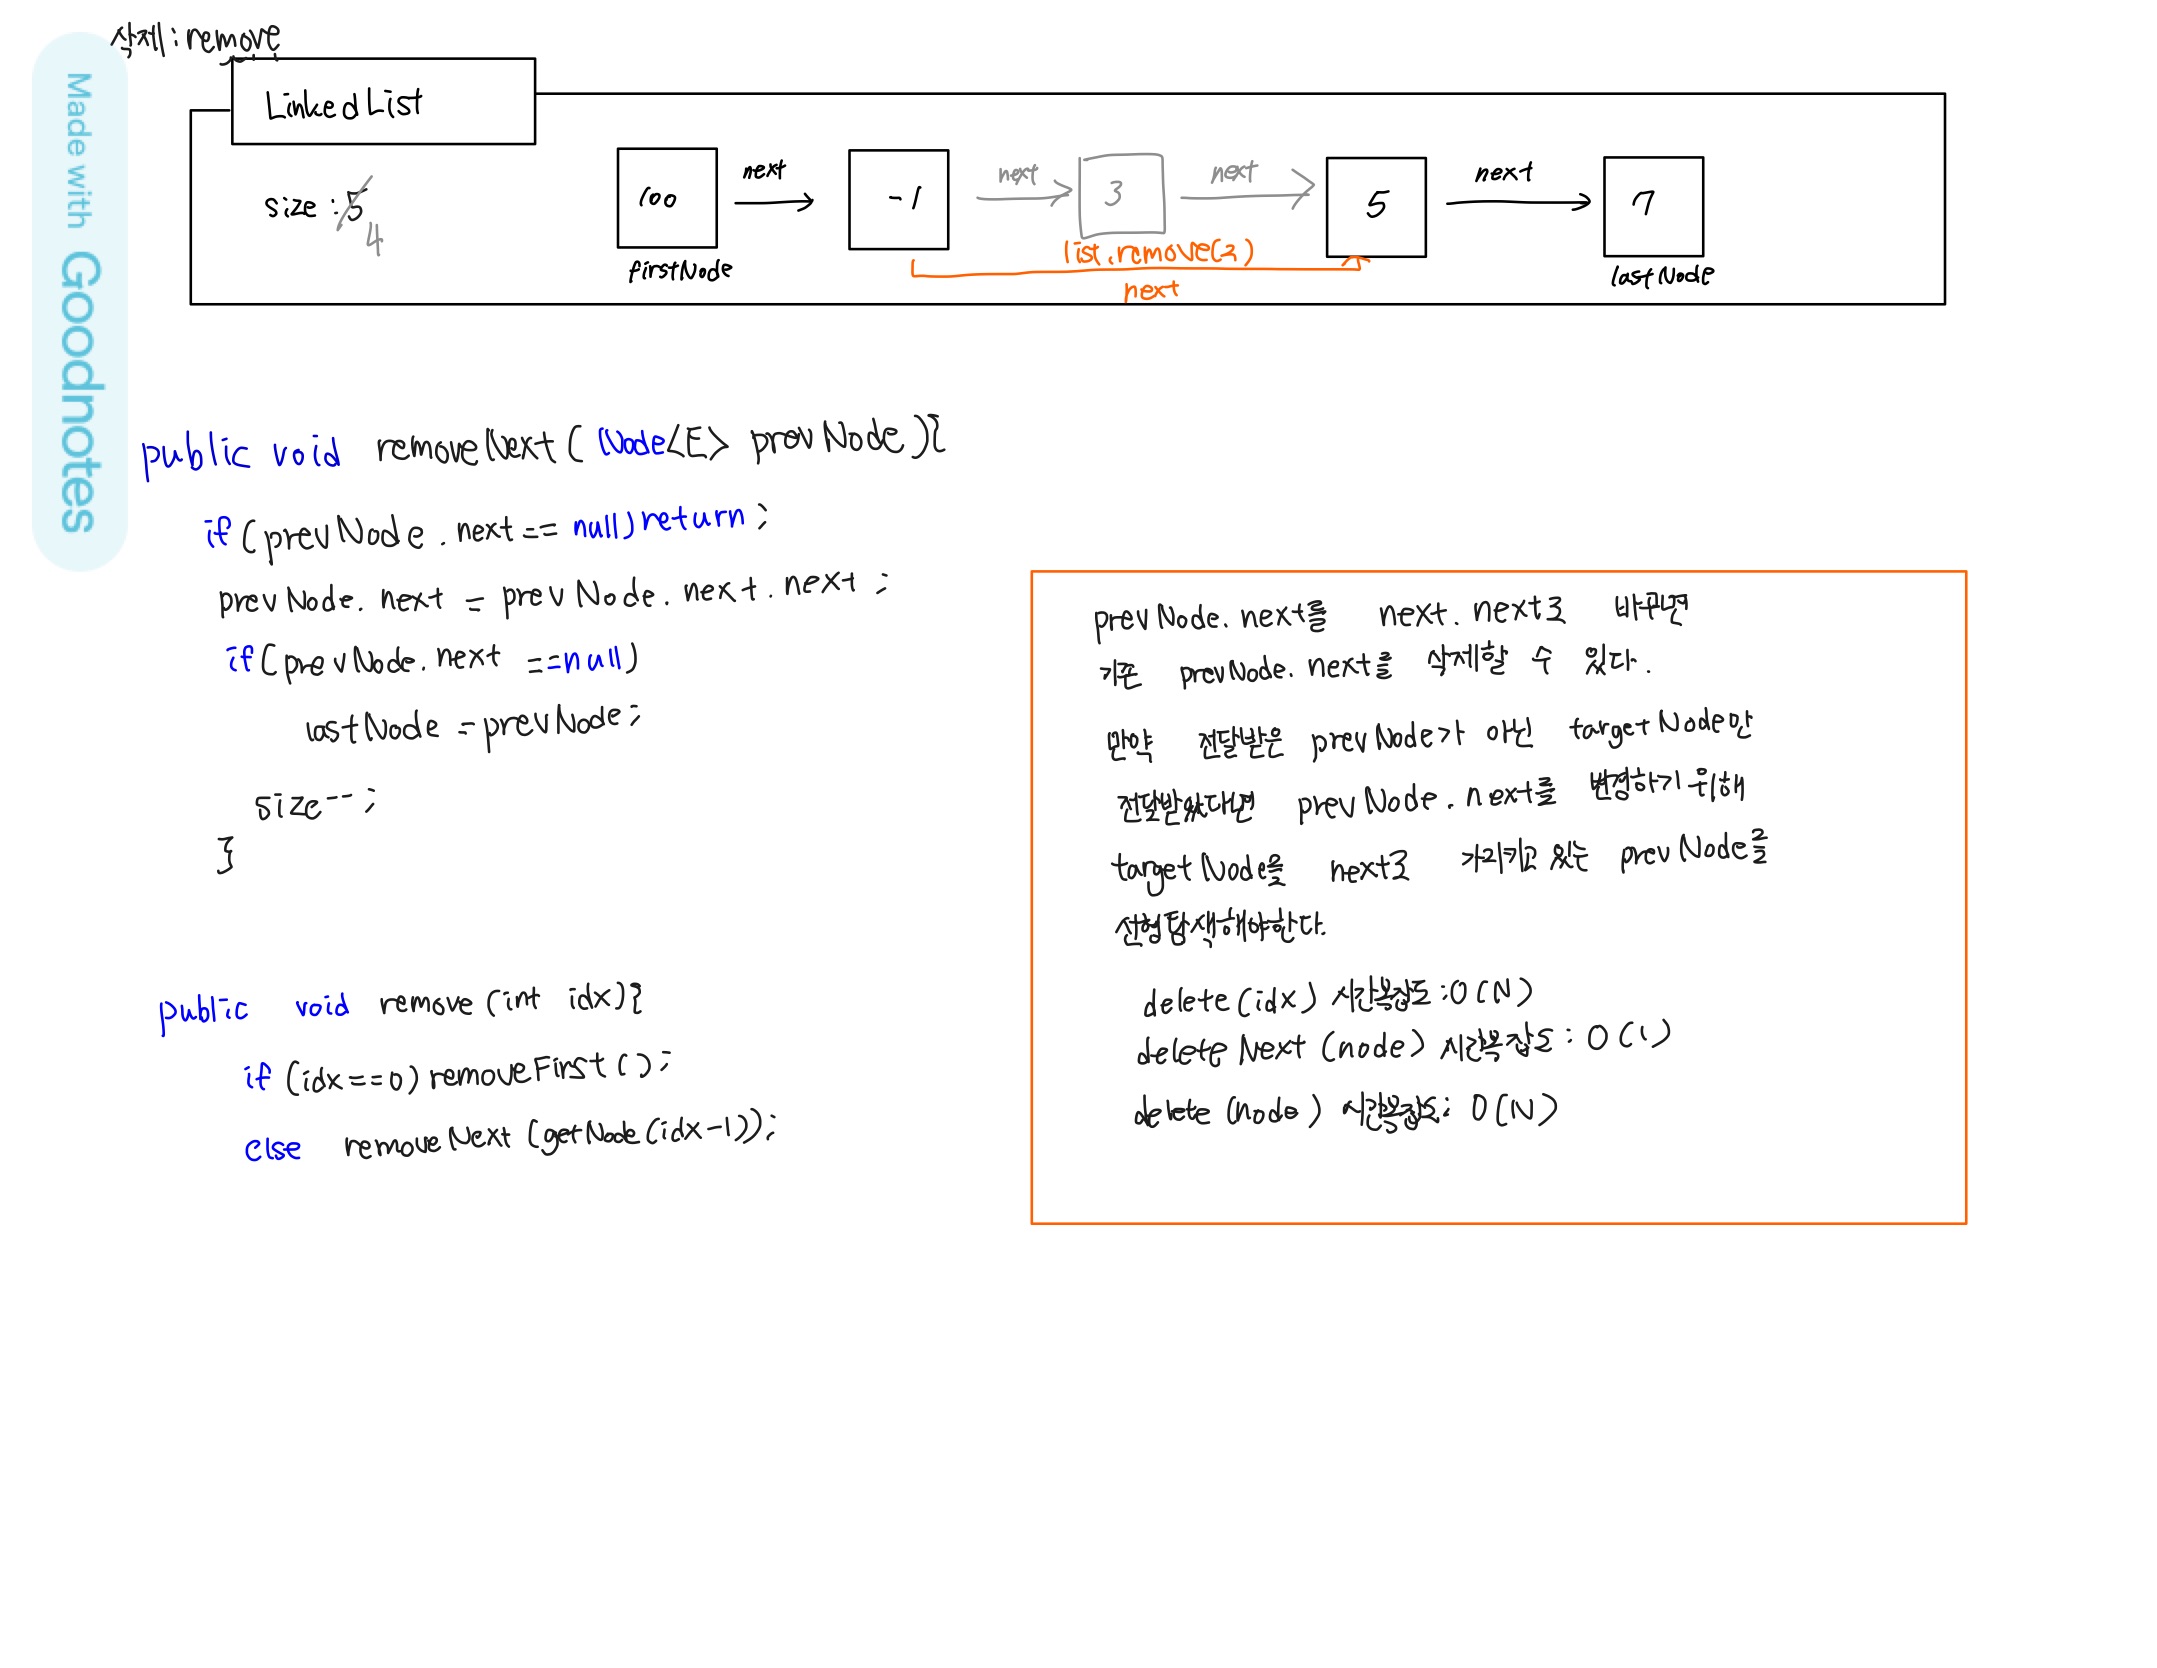 삭제 : remove
Made with Goodnotes
LinkedList
size : 5
4
100 next -1 next 3 next 5 next 7
firstNode
list.remove(2)
lastNode
next
public void removeNext( Node<E> prevNode ){
if (prevNode . next == null) return ;
prevNode. next = prevNode. next . next ;
if( prevNode. next == null)
lastNode = prevNode ;
size-- ;
}
public void remove (int idx) {
if (idx == 0) removeFirst () ;
else removeNext (getNode (idx-1)) ;
prevNode. next를 next. next로 바꾸면
기존 prevNode. next를 삭제할 수 있다.
만약 전달받은 prevNode가 아닌 targetNode만
전달받았다면 prevNode. next를 변경하기 위해
targetNode을 next로 가리키고 있는 prevNode를
선형탐색해야한다.
delete (idx) 시간복잡도 : O (N)
deleteNext (node) 시간복잡도 : O (1)
delete (node) 시간복잡도 : O (N)